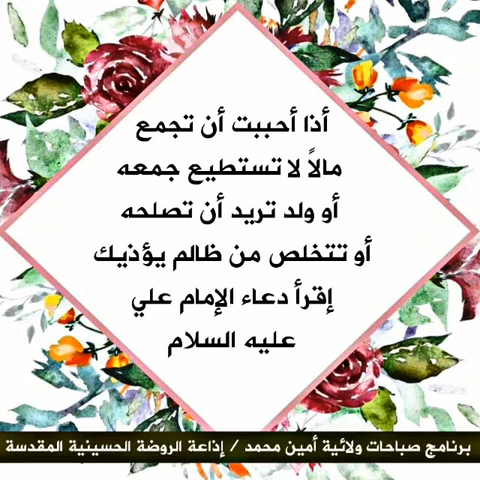 أذا أحببت أن تجمع
مالاً لا تستطيع جمعه
أو ولد تريد أن تصلحه
أو تتخلص من ظالم يؤذيك
إقرأ دعاء الإمام علي
عليه السلام
برنامج صباحات ولائية أمين محمد / إذاعة الروضة الحسينية المقدسة